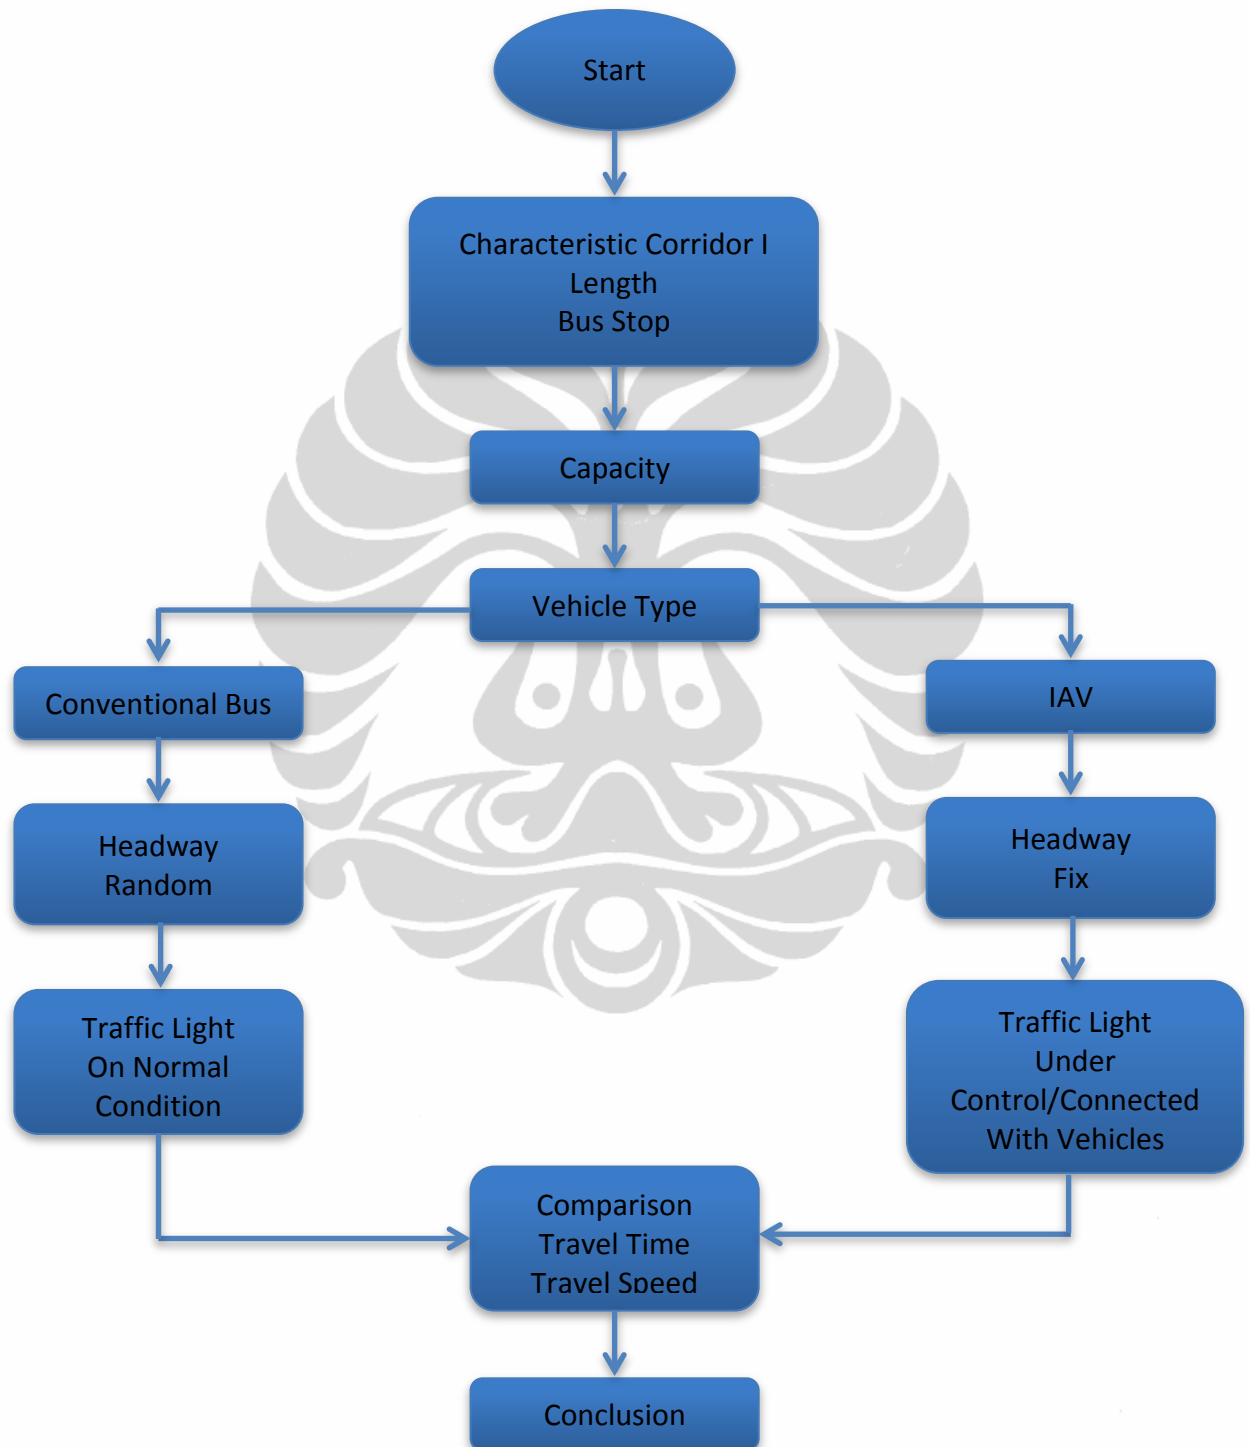 Start
Characteristic Corridor I
Length
Bus Stop
Capacity
Vehicle Type
Conventional Bus
IAV
Headway
Random
Headway
Fix
Traffic Light
On Normal
Condition
Traffic Light
Under
Control/Connected
With Vehicles
Comparison
Travel Time
Travel Speed
Conclusion